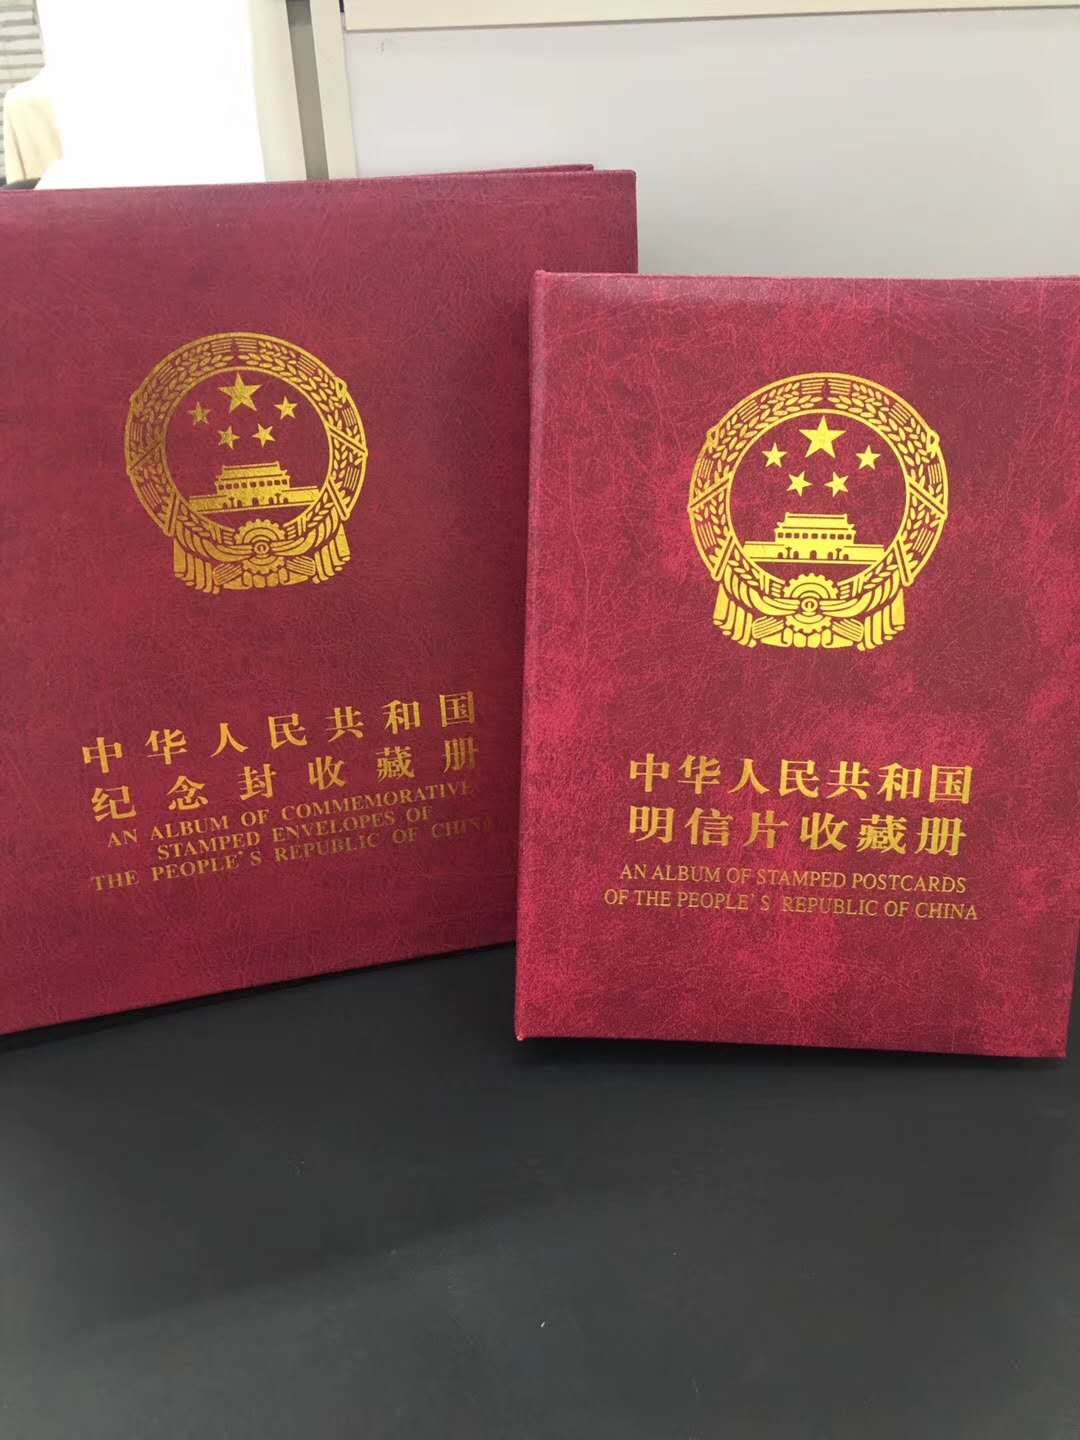 中华人民共和国
纪念封收藏册
AN ALBUM OF COMMEMORATIVE
STAMPED ENVELOPES OF
THE PEOPLE'S REPUBLIC OF CHINA
中华人民共和国
明信片收藏册
AN ALBUM OF STAMPED POSTCARDS
OF THE PEOPLE'S REPUBLIC OF CHINA